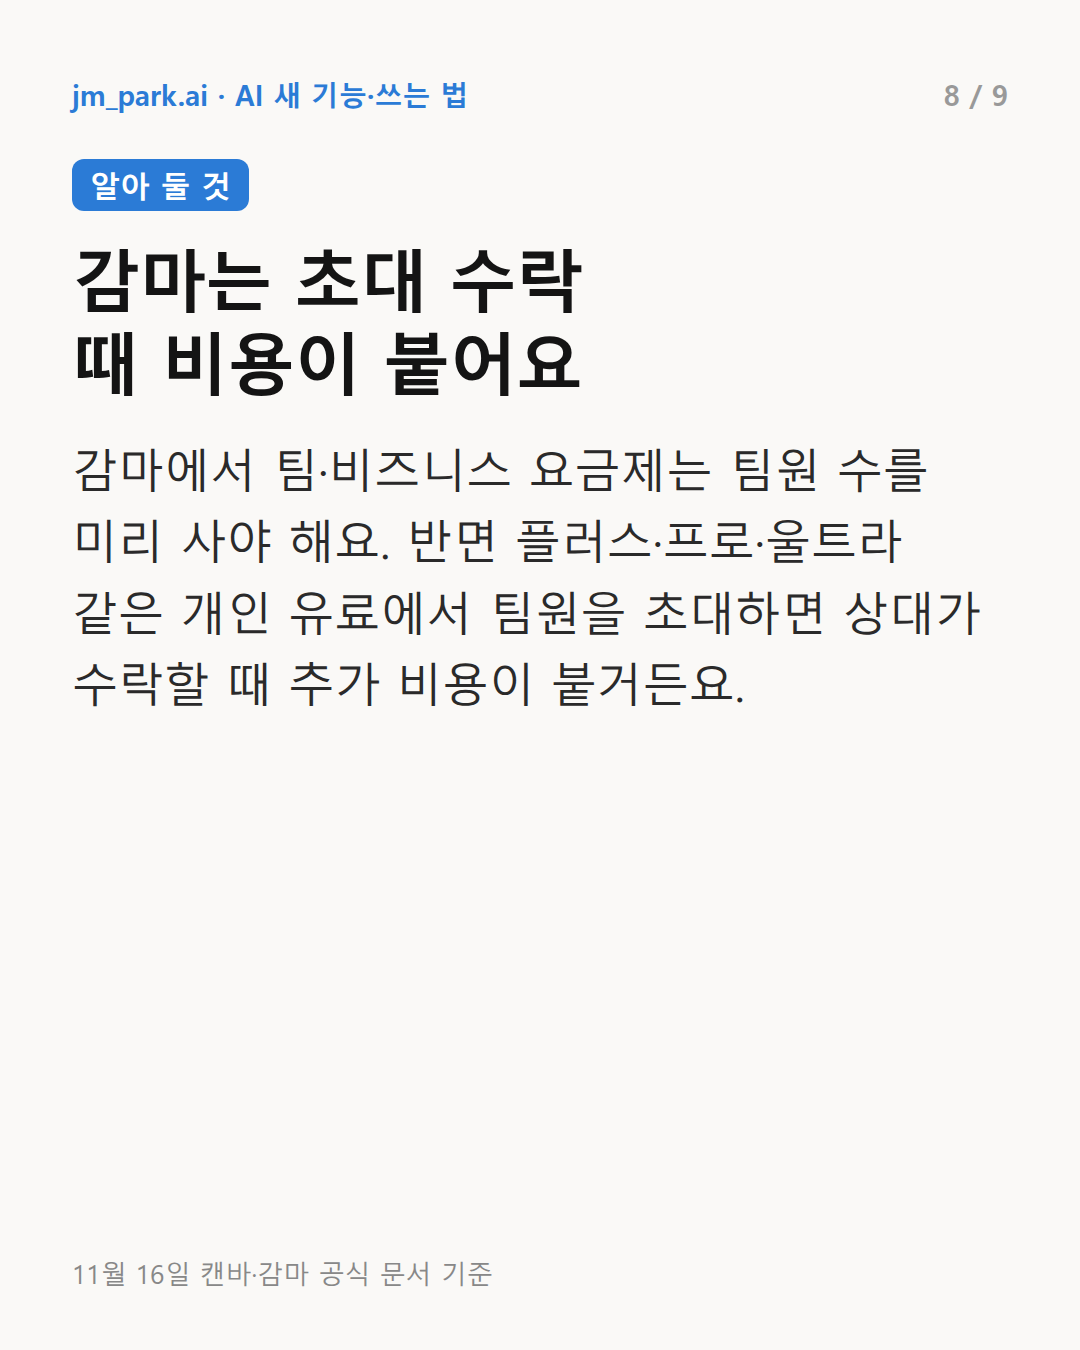 jm_park.ai · AI 새 기능·쓰는 법
8 / 9
알아 둘 것
감마는 초대 수락
때 비용이 붙어요
감마에서 팀·비즈니스 요금제는 팀원 수를
미리 사야 해요. 반면 플러스·프로·울트라
같은 개인 유료에서 팀원을 초대하면 상대가
수락할 때 추가 비용이 붙거든요.
11월 16일 캔바·감마 공식 문서 기준